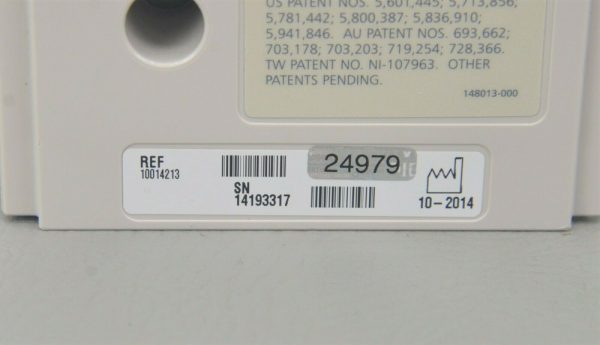 US PATENT NOS. 5,601,445; 5,713,856;
5,781,442; 5,800,387; 5,836,910;
5,941,846. AU PATENT NOS. 693,662;
703,178; 703,203; 719,254; 728,366.
TW PATENT NO. NI-107963. OTHER
PATENTS PENDING.
148013-000
REF
10014213
24979
SN
14193317
10-2014